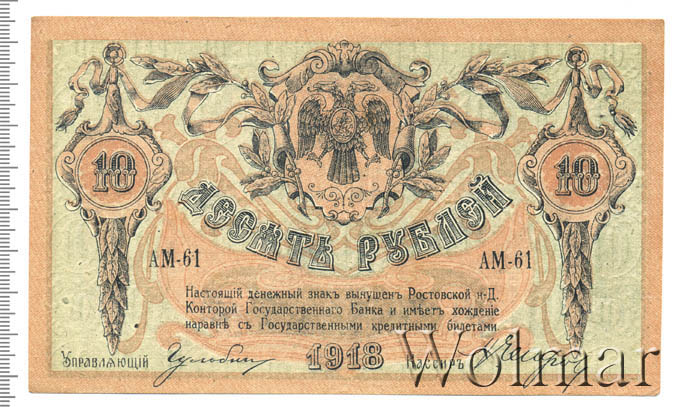 10
10
ДЕСЯТЬ РУБЛЕЙ
АМ-61
АМ-61
Настоящій денежный знакъ выпущенъ Ростовской н-Д.
Конторой Государственнаго Банка и имѣетъ хожденіе
наравнѣ съ Государственными кредитными билетами
Управляющій
1918
Кассиръ
Wolmar